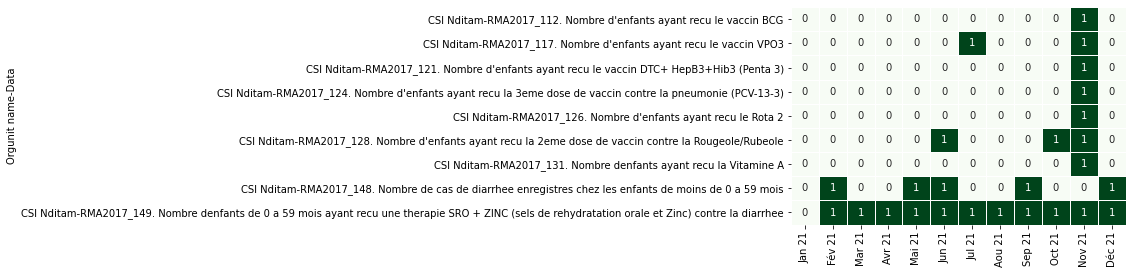 Orgunit name-Data
CSI Nditam-RMA2017_112. Nombre d'enfants ayant recu le vaccin BCG 0 0 0 0 0 0 0 0 0 0 1 0
CSI Nditam-RMA2017_117. Nombre d'enfants ayant recu le vaccin VPO3 0 0 0 0 0 0 1 0 0 0 1 0
CSI Nditam-RMA2017_121. Nombre d'enfants ayant recu le vaccin DTC+ HepB3+Hib3 (Penta 3) 0 0 0 0 0 0 0 0 0 0 1 0
CSI Nditam-RMA2017_124. Nombre d'enfants ayant recu la 3eme dose de vaccin contre la pneumonie (PCV-13-3) 0 0 0 0 0 0 0 0 0 0 1 0
CSI Nditam-RMA2017_126. Nombre d'enfants ayant recu le Rota 2 0 0 0 0 0 0 0 0 0 0 1 0
CSI Nditam-RMA2017_128. Nombre d'enfants ayant recu la 2eme dose de vaccin contre la Rougeole/Rubeole 0 0 0 0 0 1 0 0 0 1 1 0
CSI Nditam-RMA2017_131. Nombre denfants ayant recu la Vitamine A 0 0 0 0 0 0 0 0 0 0 1 0
CSI Nditam-RMA2017_148. Nombre de cas de diarrhee enregistres chez les enfants de moins de 0 a 59 mois 0 1 0 0 1 1 0 0 1 0 0 1
CSI Nditam-RMA2017_149. Nombre denfants de 0 a 59 mois ayant recu une therapie SRO + ZINC (sels de rehydratation orale et Zinc) contre la diarrhee 0 1 1 1 1 1 1 1 1 1 1 1
Jan 21 Fév 21 Mar 21 Avr 21 Mai 21 Jun 21 Jul 21 Aou 21 Sep 21 Oct 21 Nov 21 Déc 21